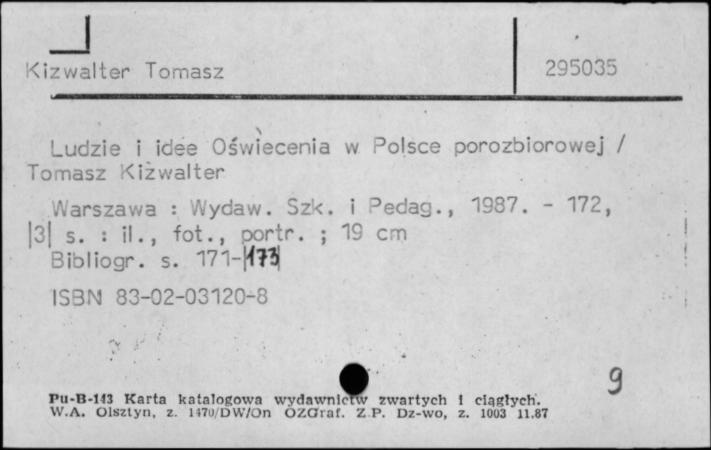 Kizwalter Tomasz 295035
Ludzie i idee Oświecenia w Polsce porozbiorowej /
Tomasz Kizwalter
Warszawa : Wydaw. Szk. i Pedag., 1987. - 172,
|3| s. : il., fot., portr. ; 19 cm
Bibliogr. s. 171-|173|
ISBN 83-02-03120-8
9
Pu-B-143 Karta katalogowa wydawnictw zwartych i ciągłych.
W.A. Olsztyn, z. 1470/DW/On OZGraf. Z.P. Dz-wo, z. 1003 11.87